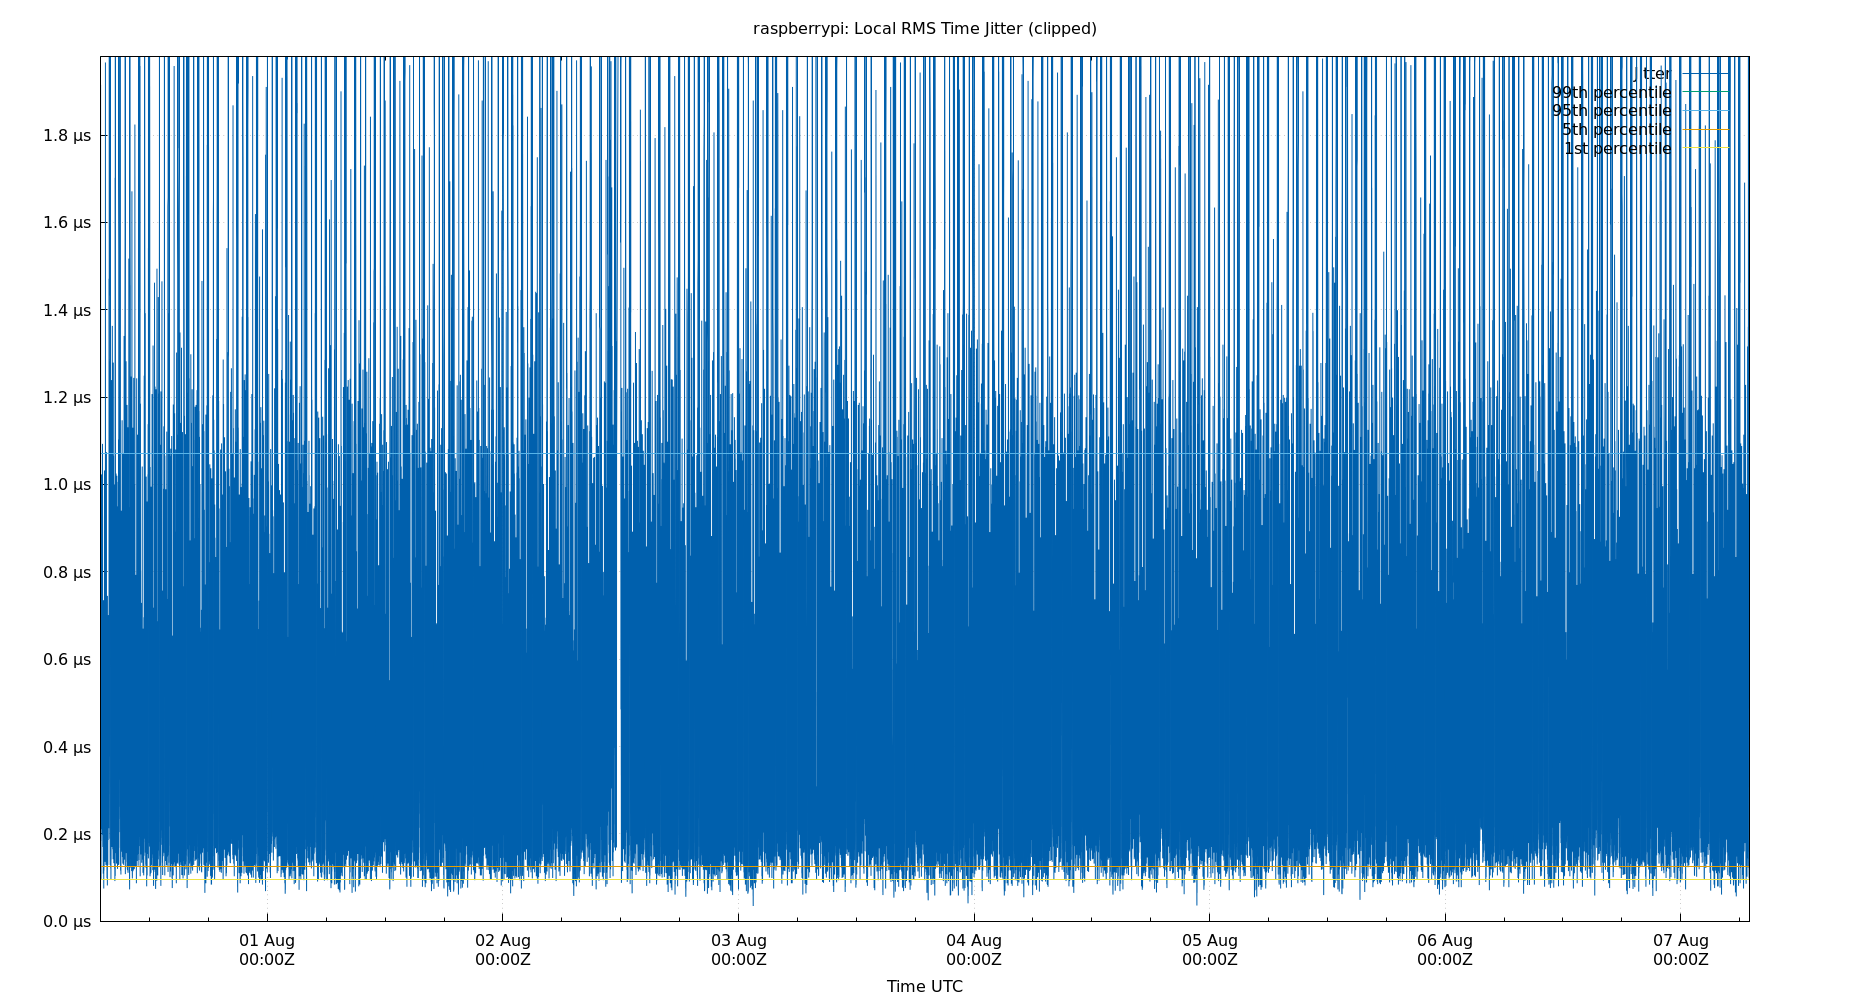 raspberrypi: Local RMS Time Jitter (clipped)
jitter
99th percentile
95th percentile
5th percentile
1st percentile
1.8 µs
1.6 µs
1.4 µs
1.2 µs
1.0 µs
0.8 µs
0.6 µs
0.4 µs
0.2 µs
0.0 µs
01 Aug 02 Aug 03 Aug 04 Aug 05 Aug 06 Aug 07 Aug
00:00Z 00:00Z 00:00Z 00:00Z 00:00Z 00:00Z 00:00Z
Time UTC